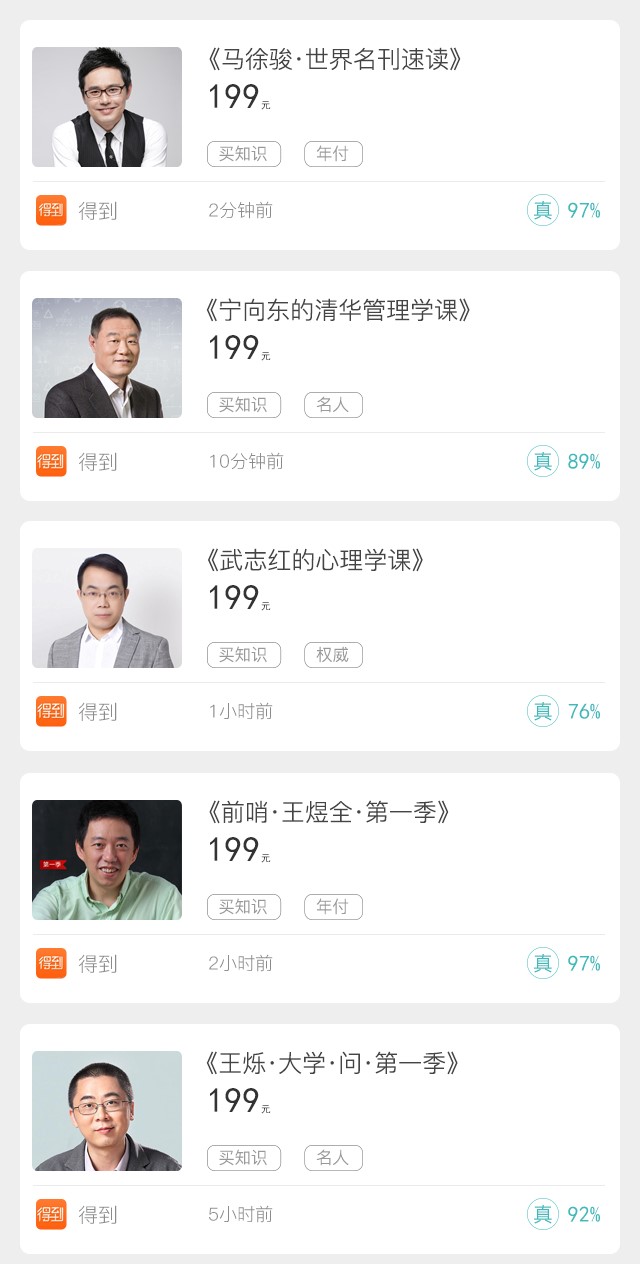 《马徐骏·世界名刊速读》
199元
买知识 年付
得到 得到 2分钟前 真 97%
《宁向东的清华管理学课》
199元
买知识 名人
得到 得到 10分钟前 真 89%
《武志红的心理学课》
199元
买知识 权威
得到 得到 1小时前 真 76%
《前哨·王煜全·第一季》
199元
第一季
买知识 年付
得到 得到 2小时前 真 97%
《王烁·大学·问·第一季》
199元
买知识 名人
得到 得到 5小时前 真 92%